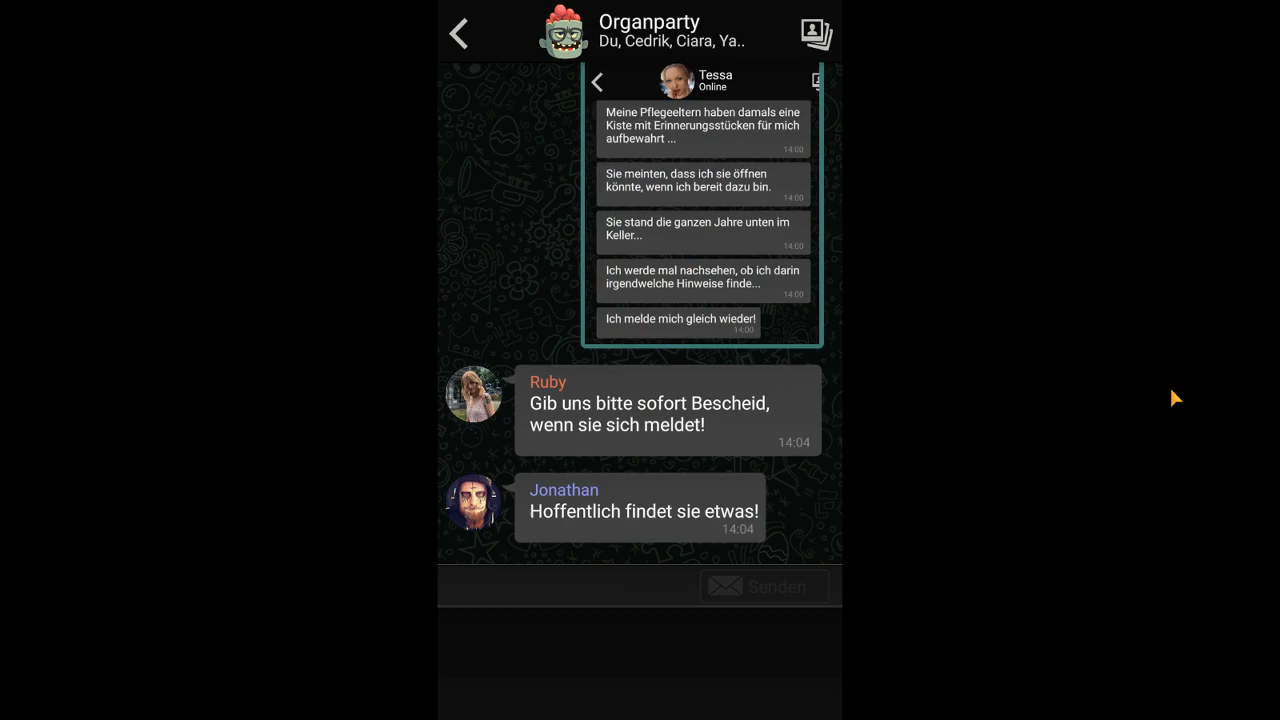 Organparty
Du, Cedrik, Ciara, Ya..
Tessa
Online
Meine Pflegeeltern haben damals eine
Kiste mit Erinnerungsstücken für mich
aufbewahrt ...
14:00
Sie meinten, dass ich sie öffnen
könnte, wenn ich bereit dazu bin.
14:00
Sie stand die ganzen Jahre unten im
Keller...
14:00
Ich werde mal nachsehen, ob ich darin
irgendwelche Hinweise finde...
14:00
Ich melde mich gleich wieder!
14:00
Ruby
Gib uns bitte sofort Bescheid,
wenn sie sich meldet!
14:04
Jonathan
Hoffentlich findet sie etwas!
14:04
Senden